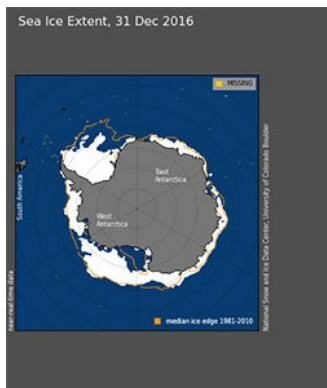 Sea Ice Extent, 31 Dec 2016
MISSING
East
Antarctica
West
Antarctica
South America
near-real-time data
median ice edge 1981-2010
National Snow and Ice Data Center, University of Colorado Boulder